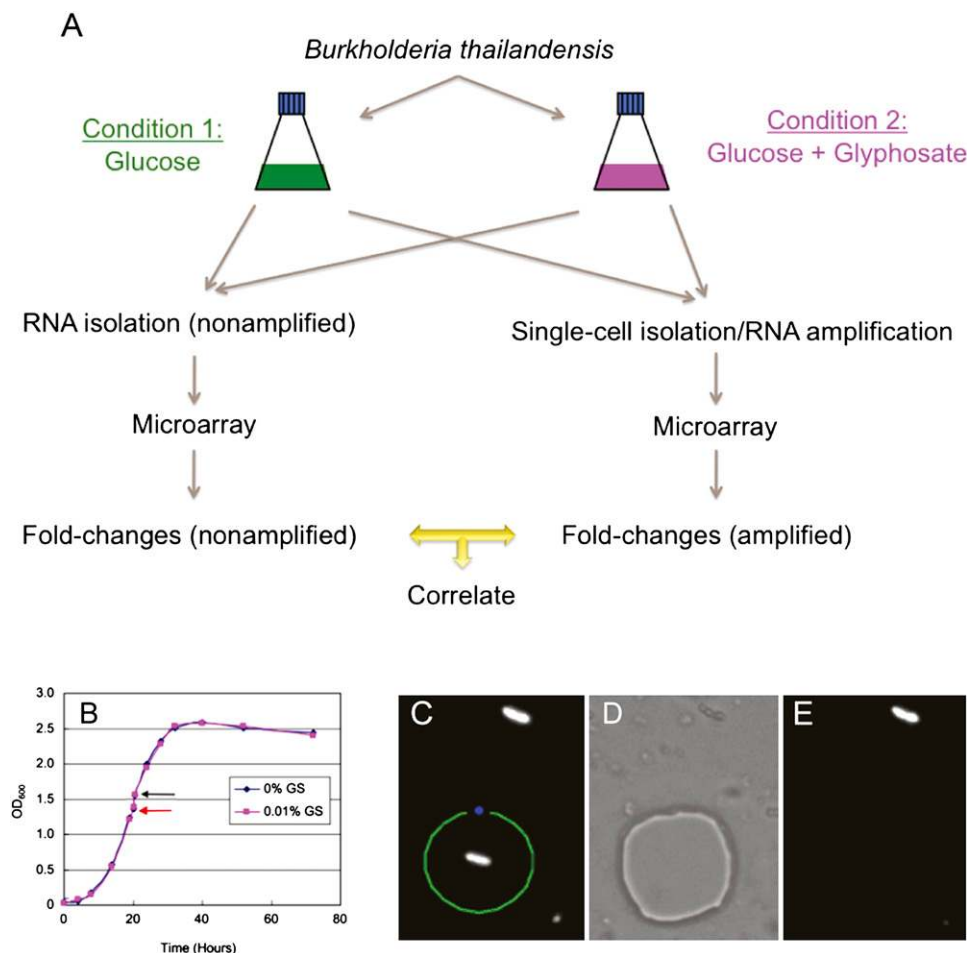 A
Burkholderia thailandensis
Condition 1:
Glucose
Condition 2:
Glucose + Glyphosate
RNA isolation (nonamplified)
Single-cell isolation/RNA amplification
Microarray
Microarray
Fold-changes (nonamplified)
Fold-changes (amplified)
Correlate
B
3.0
2.5
2.0
1.5
1.0
0.5
0
OD600
0% GS
0.01% GS
0 20 40 60 80
Time (Hours)
C
D
E